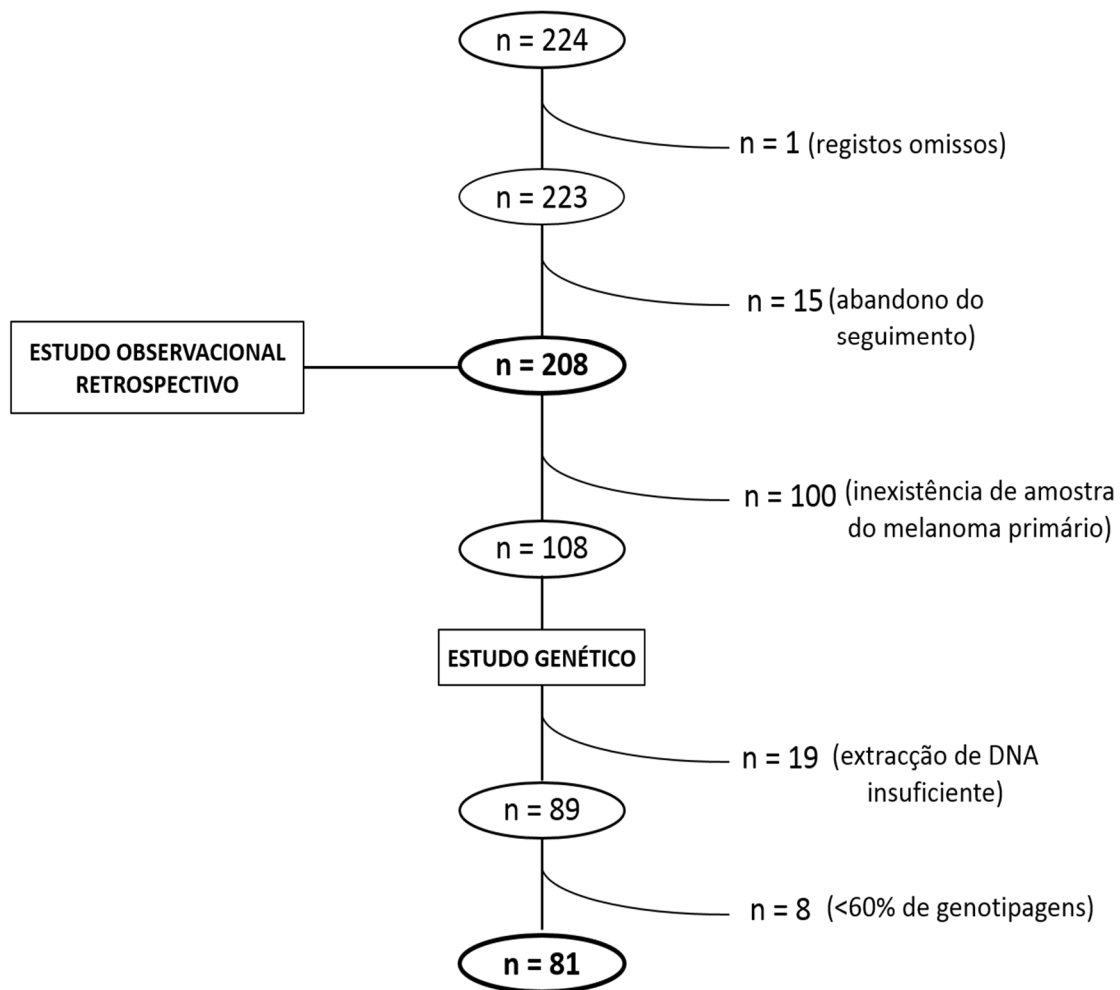 n = 224
n = 1 (registos omissos)
n = 223
n = 15 (abandono do
seguimento)
ESTUDO OBSERVACIONAL
RETROSPECTIVO
n = 208
n = 100 (inexistência de amostra
do melanoma primário)
n = 108
ESTUDO GENÉTICO
n = 19 (extracção de DNA
insuficiente)
n = 89
n = 8 (<60% de genotipagens)
n = 81